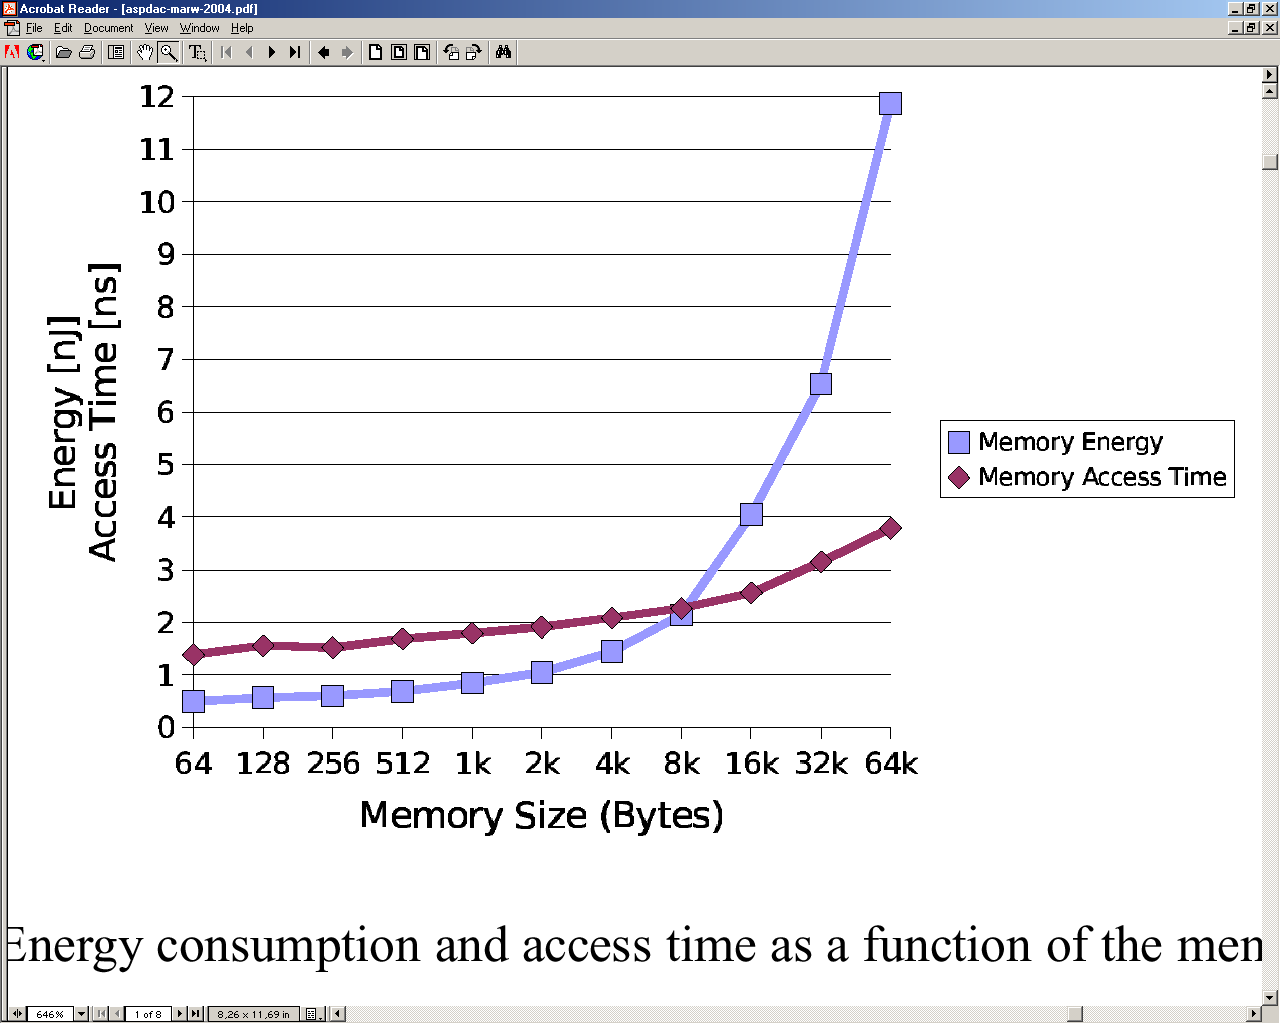 Acrobat Reader - [aspdac-marw-2004.pdf]
File Edit Document View Window Help
12
11
10
9
8
7
6
5
4
3
2
1
0
Energy [nJ]
Access Time [ns]
Memory Energy
Memory Access Time
64 128 256 512 1k 2k 4k 8k 16k 32k 64k
Memory Size (Bytes)
Energy consumption and access time as a function of the mem
646% 1 of 8 8,26 x 11,69 in